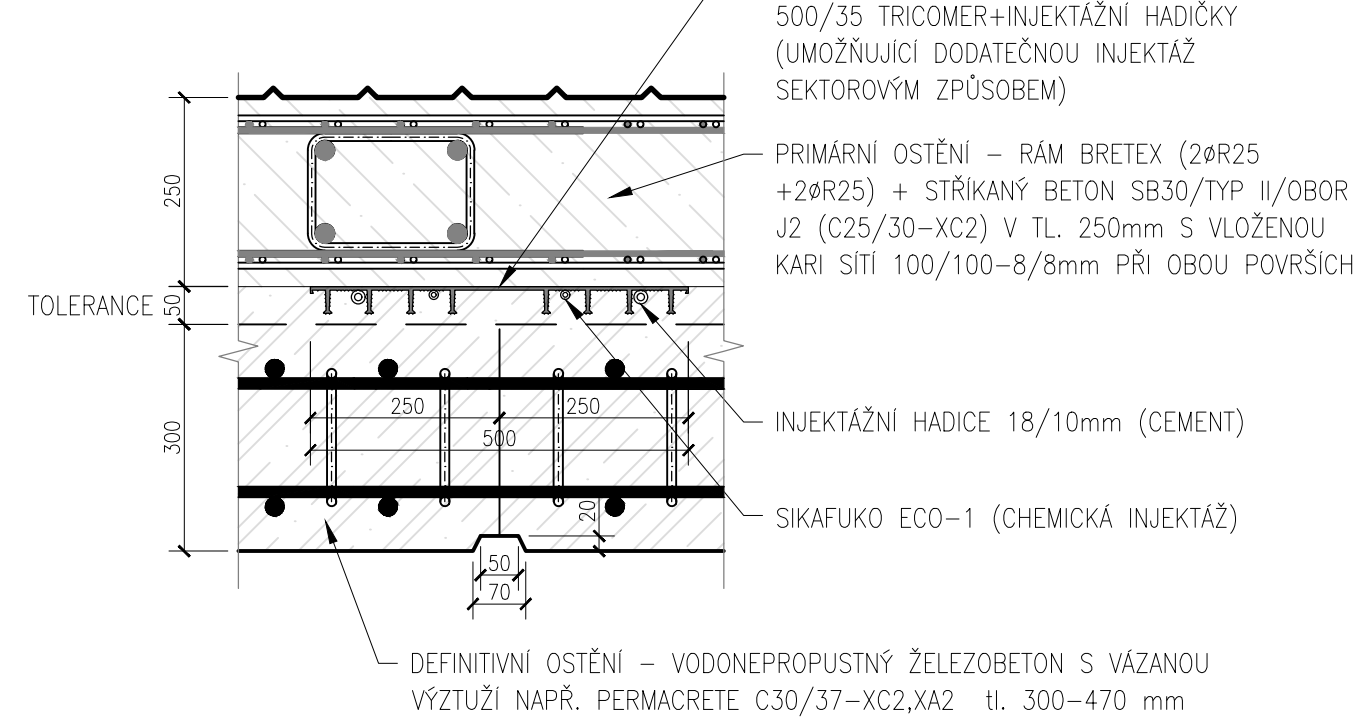 500/35 TRICOMER+INJEKTÁŽNÍ HADIČKY
(UMOŽŇUJÍCÍ DODATEČNOU INJEKTÁŽ
SEKTOROVÝM ZPŮSOBEM)
PRIMÁRNÍ OSTĚNÍ – RÁM BRETEX (2øR25
+2øR25) + STŘÍKANÝ BETON SB30/TYP II/OBOR
J2 (C25/30–XC2) V TL. 250mm S VLOŽENOU
KARI SÍTÍ 100/100–8/8mm PŘI OBOU POVRŠÍCH
250
TOLERANCE 50
300
250 250
500
INJEKTÁŽNÍ HADICE 18/10mm (CEMENT)
20
SIKAFUKO ECO–1 (CHEMICKÁ INJEKTÁŽ)
50
70
DEFINITIVNÍ OSTĚNÍ – VODONEPROPUSTNÝ ŽELEZOBETON S VÁZANOU
VÝZTUŽÍ NAPŘ. PERMACRETE C30/37–XC2,XA2 tl. 300–470 mm